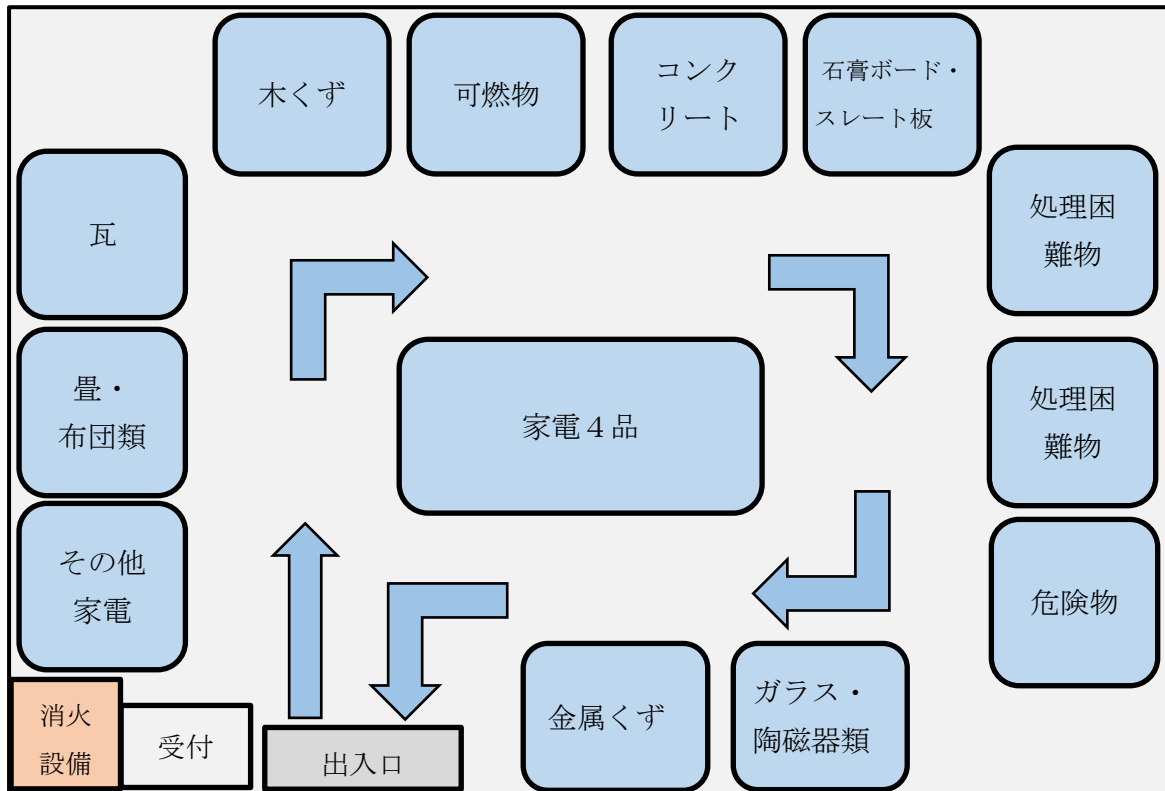 木くず
可燃物
コンク
リート
石膏ボード・
スレート板
瓦
処理困
難物
畳・
布団類
家電４品
処理困
難物
その他
家電
危険物
消火
設備
受付
出入口
金属くず
ガラス・
陶磁器類